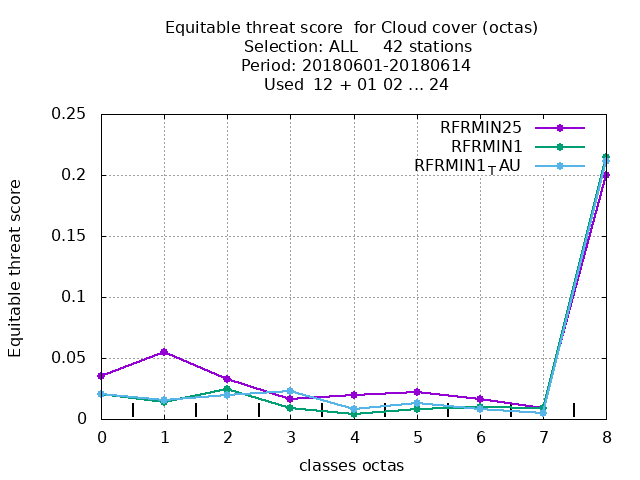 Equitable threat score  for Cloud cover (octas)
Selection: ALL     42 stations
Period: 20180601-20180614
Used  12 + 01 02 ... 24
RFRMIN25
RFRMIN1
RFRMIN1TAU
Equitable threat score
0.25
0.2
0.15
0.1
0.05
0
0 1 2 3 4 5 6 7 8
classes octas